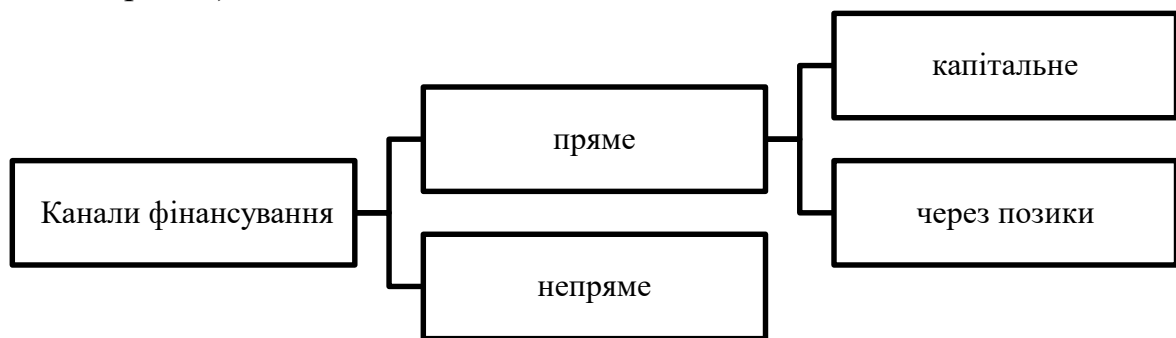 капітальне
пряме
Канали фінансування
через позики
непряме